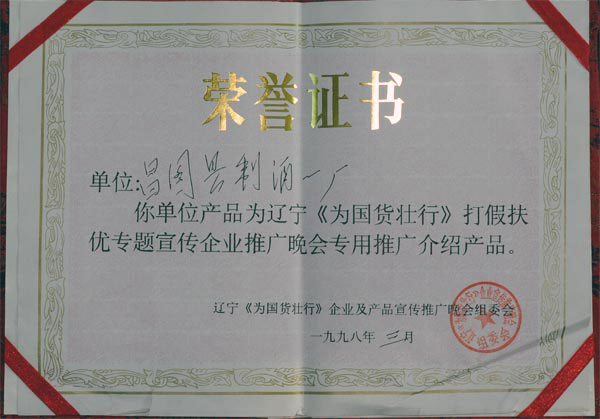 荣誉证书
单位:昌图县制酒一厂
你单位产品为辽宁《为国货壮行》打假扶
优专题宣传企业推广晚会专用推广介绍产品。
辽宁《为国货壮行》企业及产品宣传推广晚会组委会
一九九八年 三月